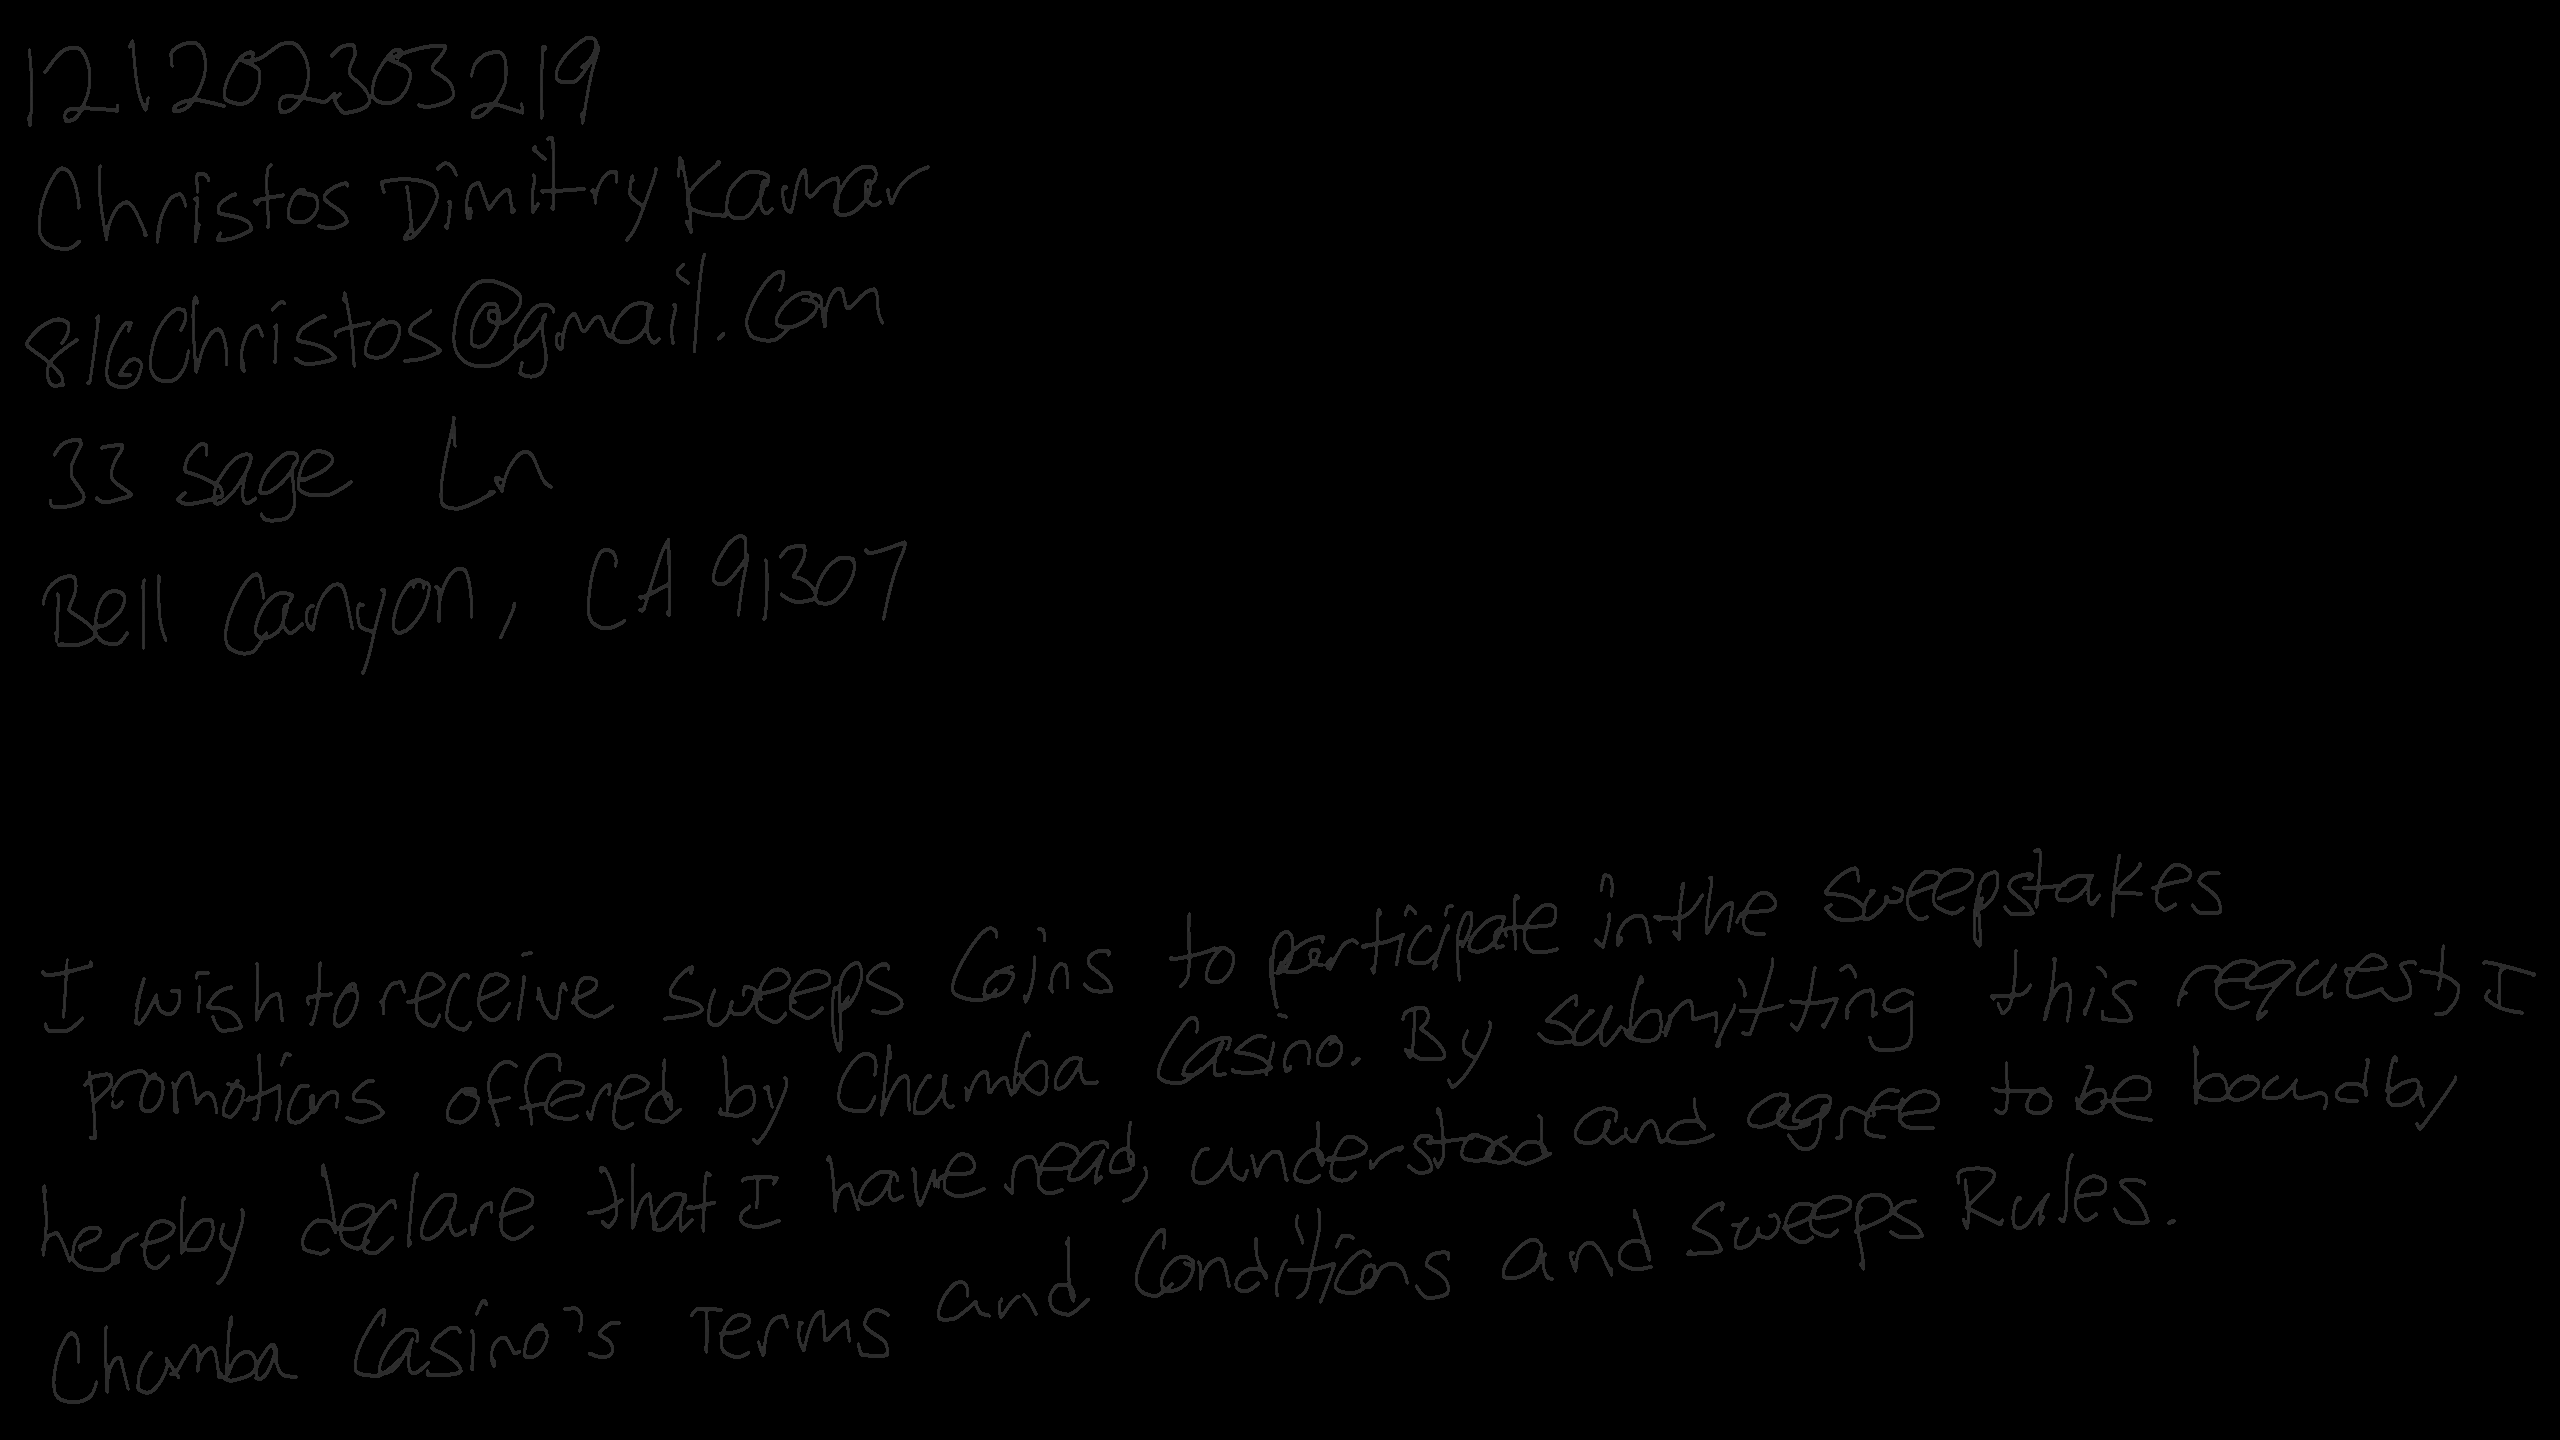 121202303219
Christos Dimitry Kamar
816Christos@gmail.com
33 Sage Ln
Bell Canyon, CA 91307
I wish to receive Sweeps Coins to participate in the sweepstakes
promotions offered by Chumba Casino. By submitting this request, I
hereby declare that I have read, understood and agree to be bound by
Chumba Casino's Terms and Conditions and Sweeps Rules.